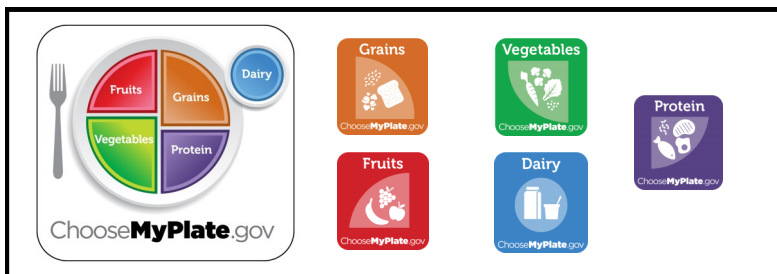 Fruits
Grains
Dairy
Vegetables
Protein
ChooseMyPlate.gov
Grains
ChooseMyPlate.gov
Vegetables
ChooseMyPlate.gov
Fruits
ChooseMyPlate.gov
Dairy
ChooseMyPlate.gov
Protein
ChooseMyPlate.gov